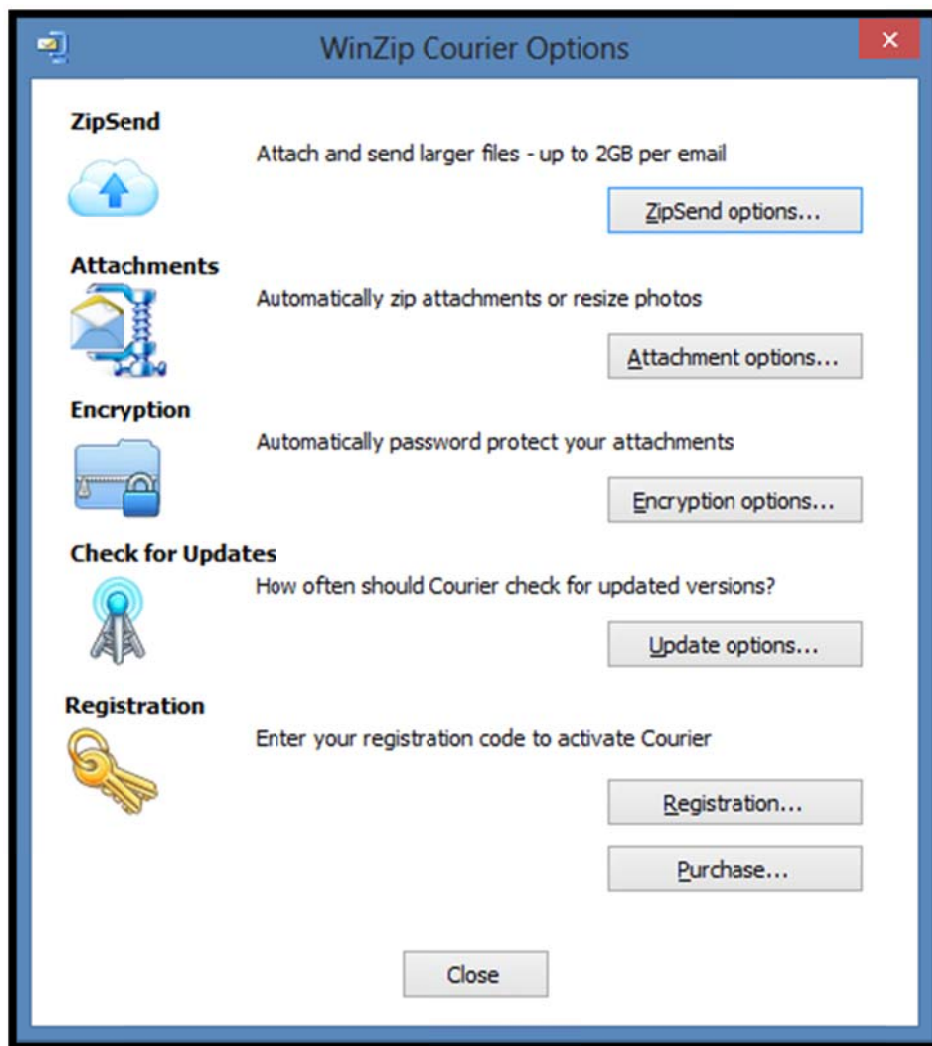 WinZip Courier Options
ZipSend
Attach and send larger files - up to 2GB per email
ZipSend options...
Attachments
Automatically zip attachments or resize photos
Attachment options...
Encryption
Automatically password protect your attachments
Encryption options...
Check for Updates
How often should Courier check for updated versions?
Update options...
Registration
Enter your registration code to activate Courier
Registration...
Purchase...
Close